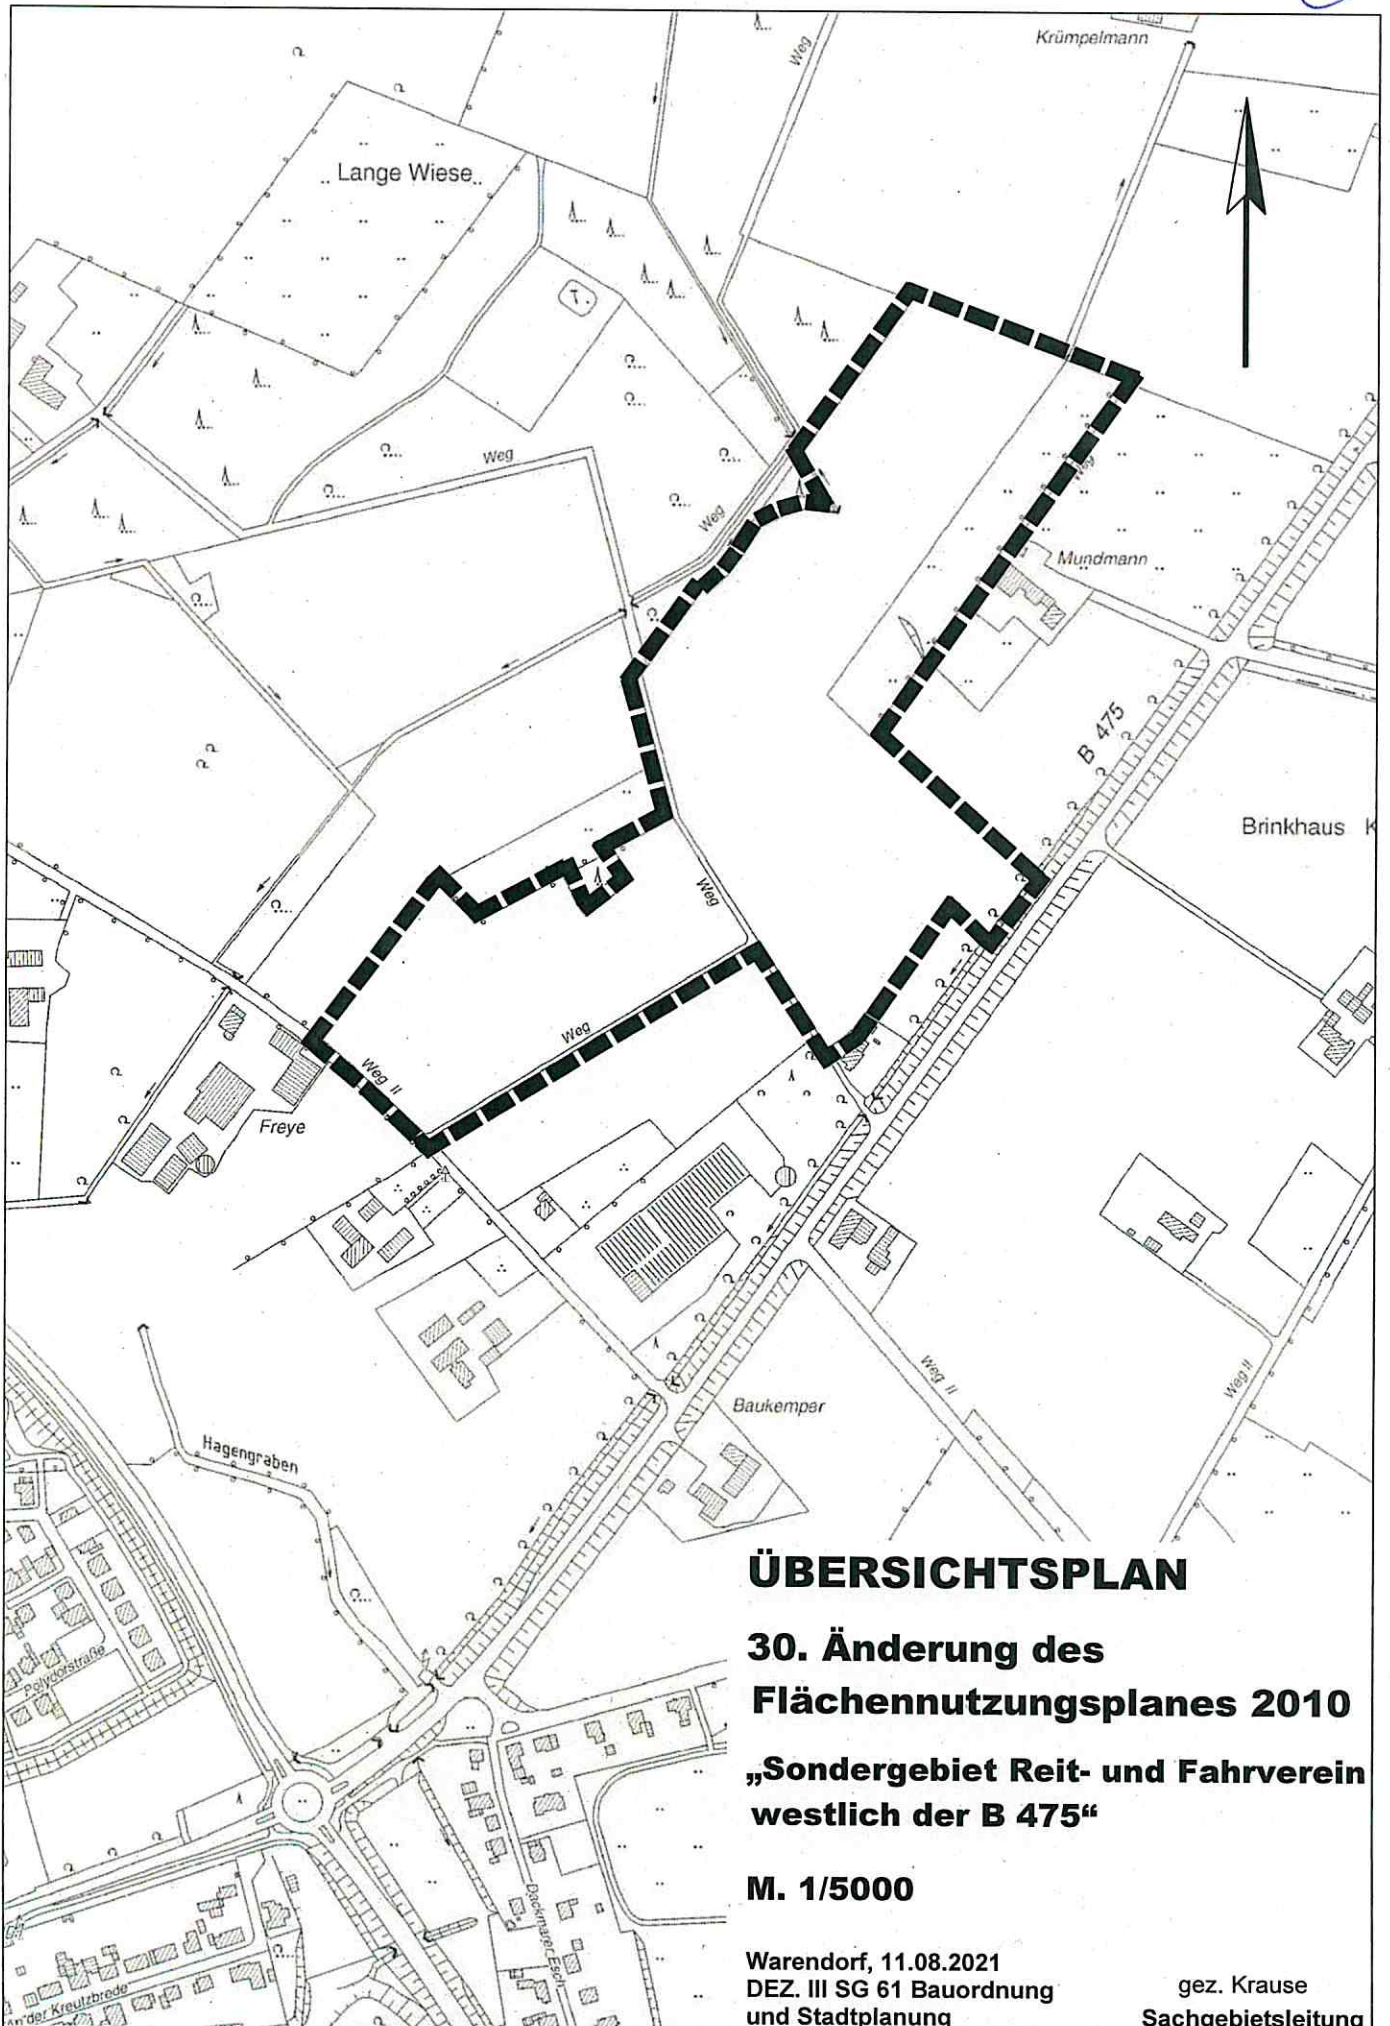 Krümpelmann
Weg
Lange Wiese
T.
Weg
Weg
Weg
Mundmann
B 475
Brinkhaus K
Weg
Weg
Weg II
Freye
Weg II
Weg II
Baukemper
Hagengraben
Polydorstraße
Dackmarer Esch
An der Kreutzbrede
ÜBERSICHTSPLAN
30. Änderung des
Flächennutzungsplanes 2010
„Sondergebiet Reit- und Fahrverein
westlich der B 475“
M. 1/5000
Warendorf, 11.08.2021
DEZ. III SG 61 Bauordnung
und Stadtplanung
gez. Krause
Sachgebietsleitung